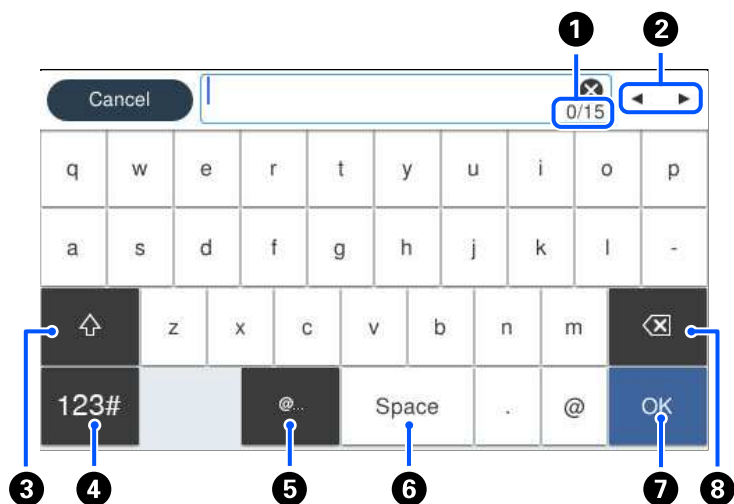 1 2
Cancel 0/15
q w e r t y u i o p
a s d f g h j k l -
z x c v b n m
123# @... Space . @ OK
3 4 5 6 7 8